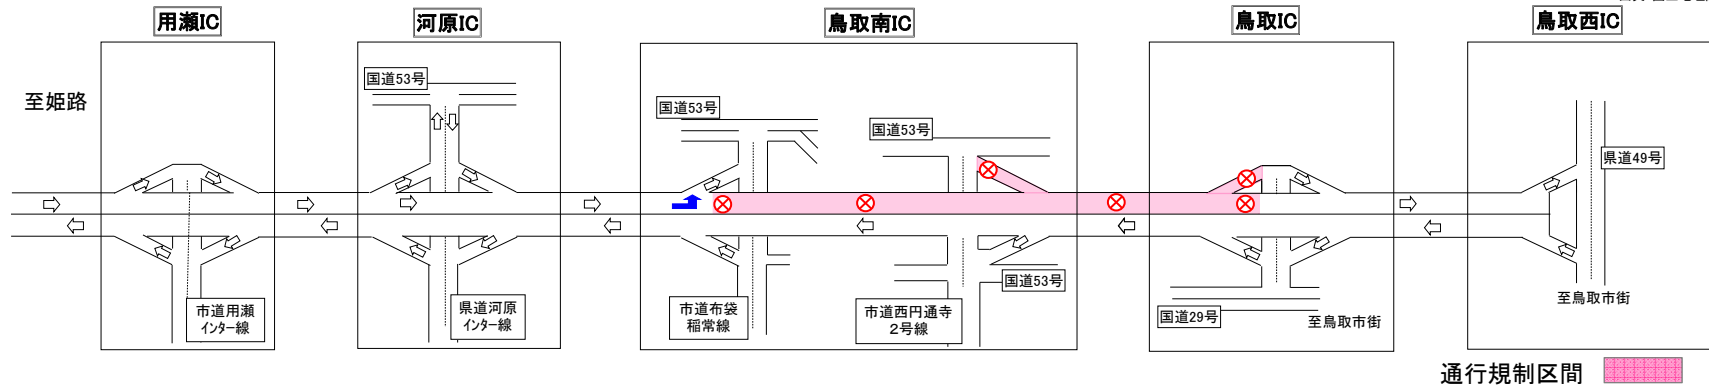 用瀬IC
河原IC
鳥取南IC
鳥取IC
鳥取西IC
至姫路
国道53号
国道53号
国道53号
県道49号
市道用瀬
インター線
県道河原
インター線
市道布袋
稲常線
市道西円通寺
2号線
国道53号
国道29号
至鳥取市街
至鳥取市街
通行規制区間